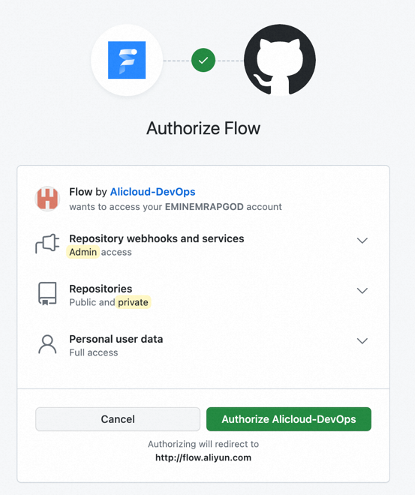 Authorize Flow
Flow by Alicloud-DevOps
wants to access your EMINEMRAPGOD account
Repository webhooks and services
Admin access
Repositories
Public and private
Personal user data
Full access
Cancel
Authorize Alicloud-DevOps
Authorizing will redirect to
http://flow.aliyun.com